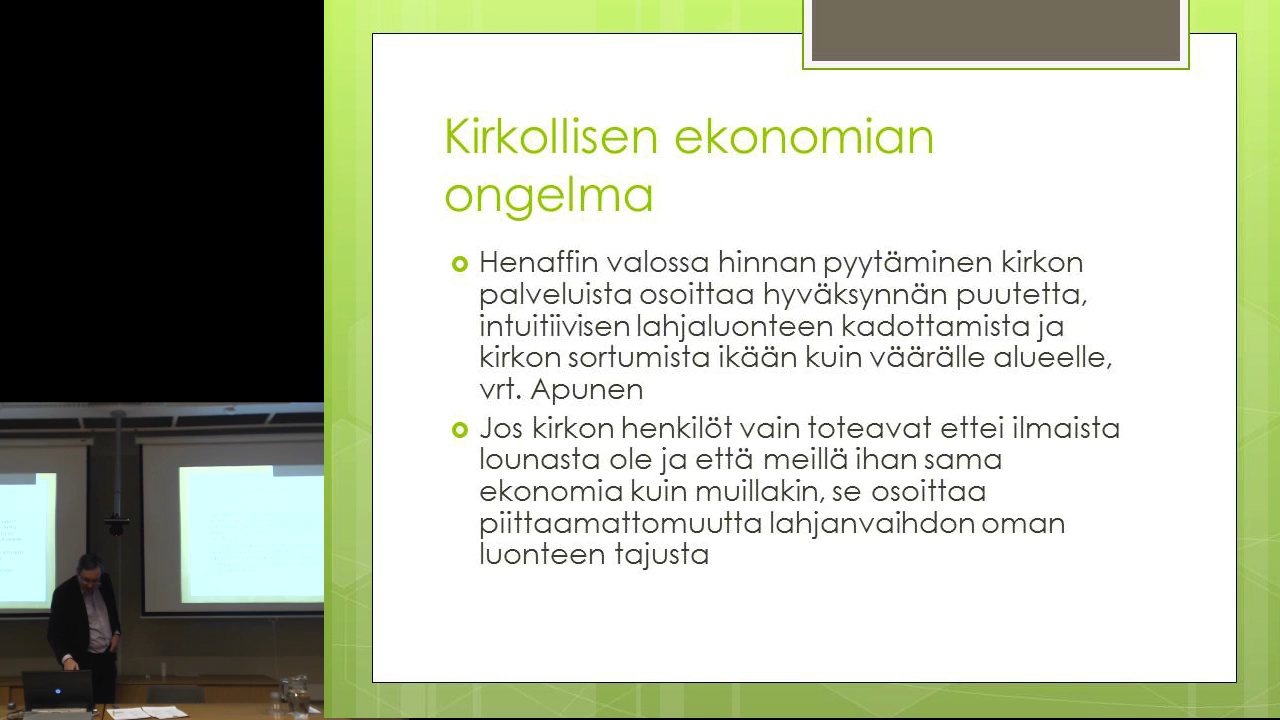 Kirkollisen ekonomian
ongelma
Henaffin valossa hinnan pyytäminen kirkon
palveluista osoittaa hyväksynnän puutetta,
intuitiivisen lahjaluonteen kadottamista ja
kirkon sortumista ikään kuin väärälle alueelle,
vrt. Apunen
Jos kirkon henkilöt vain toteavat ettei ilmaista
lounasta ole ja että meillä ihan sama
ekonomia kuin muillakin, se osoittaa
piittaamattomuutta lahjanvaihdon oman
luonteen tajusta